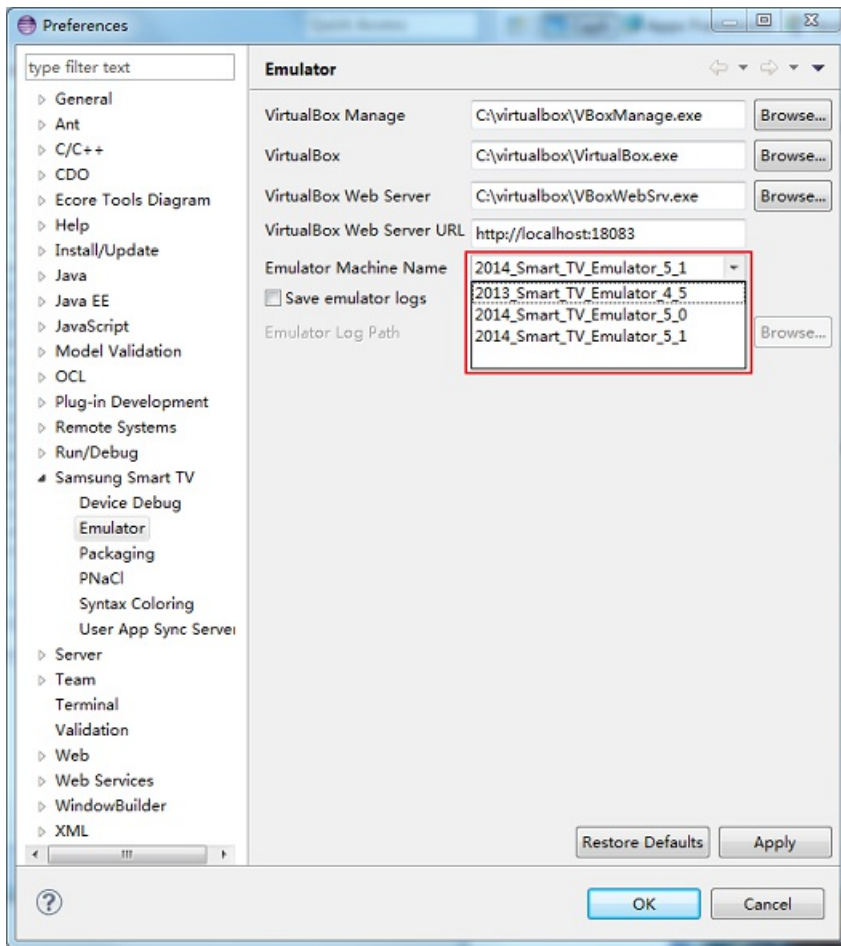 Preferences
type filter text
General
Ant
C/C++
CDO
Ecore Tools Diagram
Help
Install/Update
Java
Java EE
JavaScript
Model Validation
OCL
Plug-in Development
Remote Systems
Run/Debug
Samsung Smart TV
Device Debug
Emulator
Packaging
PNaCl
Syntax Coloring
User App Sync Server
Server
Team
Terminal
Validation
Web
Web Services
WindowBuilder
XML
Emulator
VirtualBox Manage C:\virtualbox\VBoxManage.exe Browse...
VirtualBox C:\virtualbox\VirtualBox.exe Browse...
VirtualBox Web Server C:\virtualbox\VBoxWebSrv.exe Browse...
VirtualBox Web Server URL http://localhost:18083
Emulator Machine Name 2014_Smart_TV_Emulator_5_1
Save emulator logs 2013_Smart_TV_Emulator_4_5
2014_Smart_TV_Emulator_5_0
Emulator Log Path 2014_Smart_TV_Emulator_5_1 Browse...
Restore Defaults Apply
OK Cancel